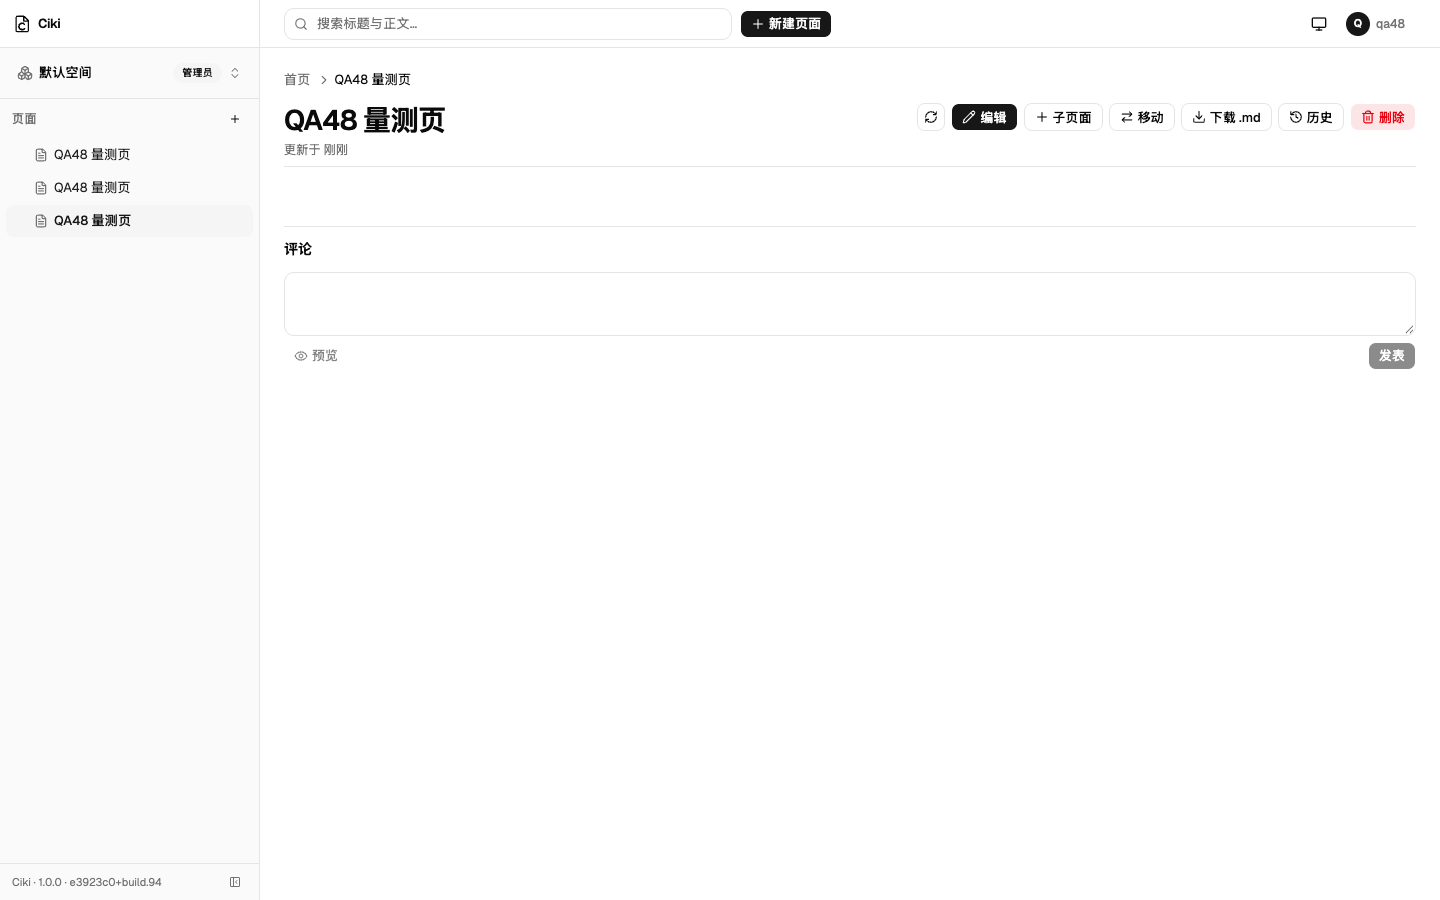 Ciki
搜索标题与正文...
新建页面
Q
qa48
默认空间
管理员
页面
QA48 量测页
QA48 量测页
QA48 量测页
首页
QA48 量测页
QA48 量测页
编辑
子页面
移动
下载 .md
历史
删除
更新于 刚刚
评论
预览
发表
Ciki · 1.0.0 · e3923c0+build.94